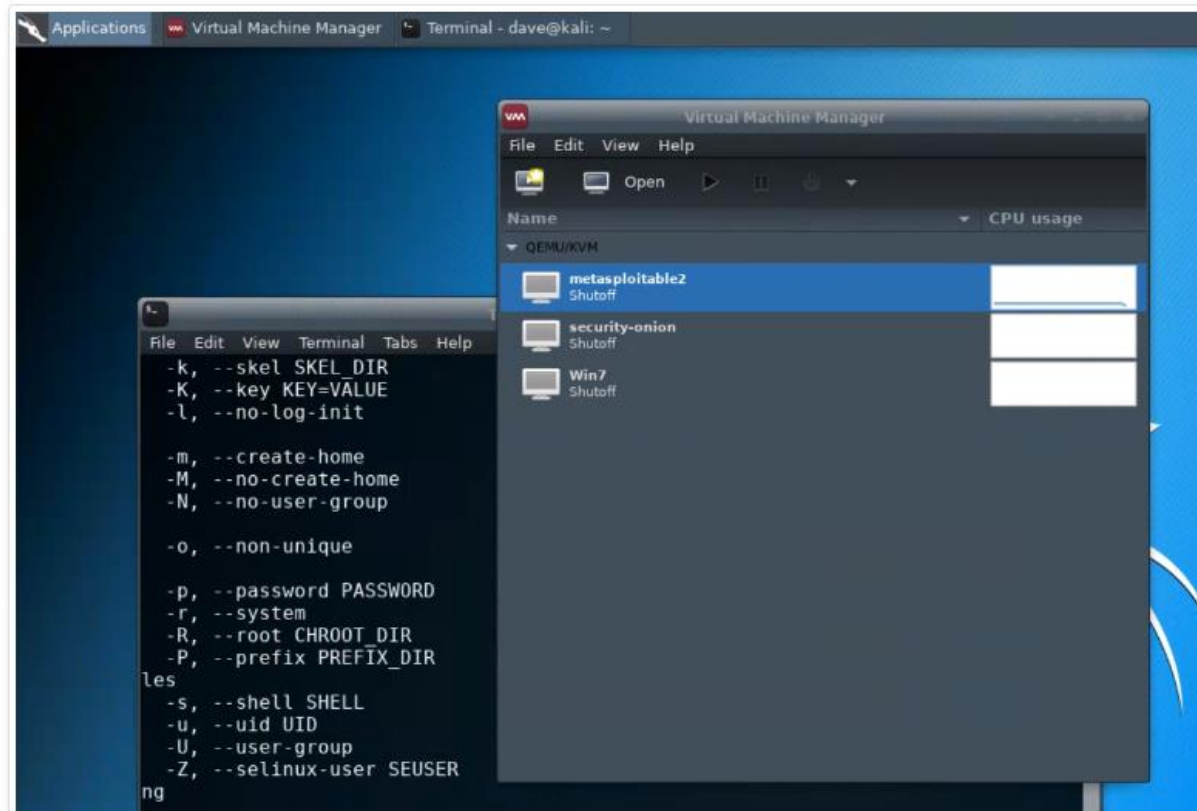 Applications Virtual Machine Manager Terminal - dave@kali: ~
Virtual Machine Manager
File Edit View Help
Open
Name CPU usage
QEMU/KVM
metasploitable2
Shutoff
security-onion
Shutoff
Win7
Shutoff
File Edit View Terminal Tabs Help
-k, --skel SKEL_DIR
-K, --key KEY=VALUE
-l, --no-log-init
-m, --create-home
-M, --no-create-home
-N, --no-user-group
-o, --non-unique
-p, --password PASSWORD
-r, --system
-R, --root CHROOT_DIR
-P, --prefix PREFIX_DIR
les
-s, --shell SHELL
-u, --uid UID
-U, --user-group
-Z, --selinux-user SEUSER
ng